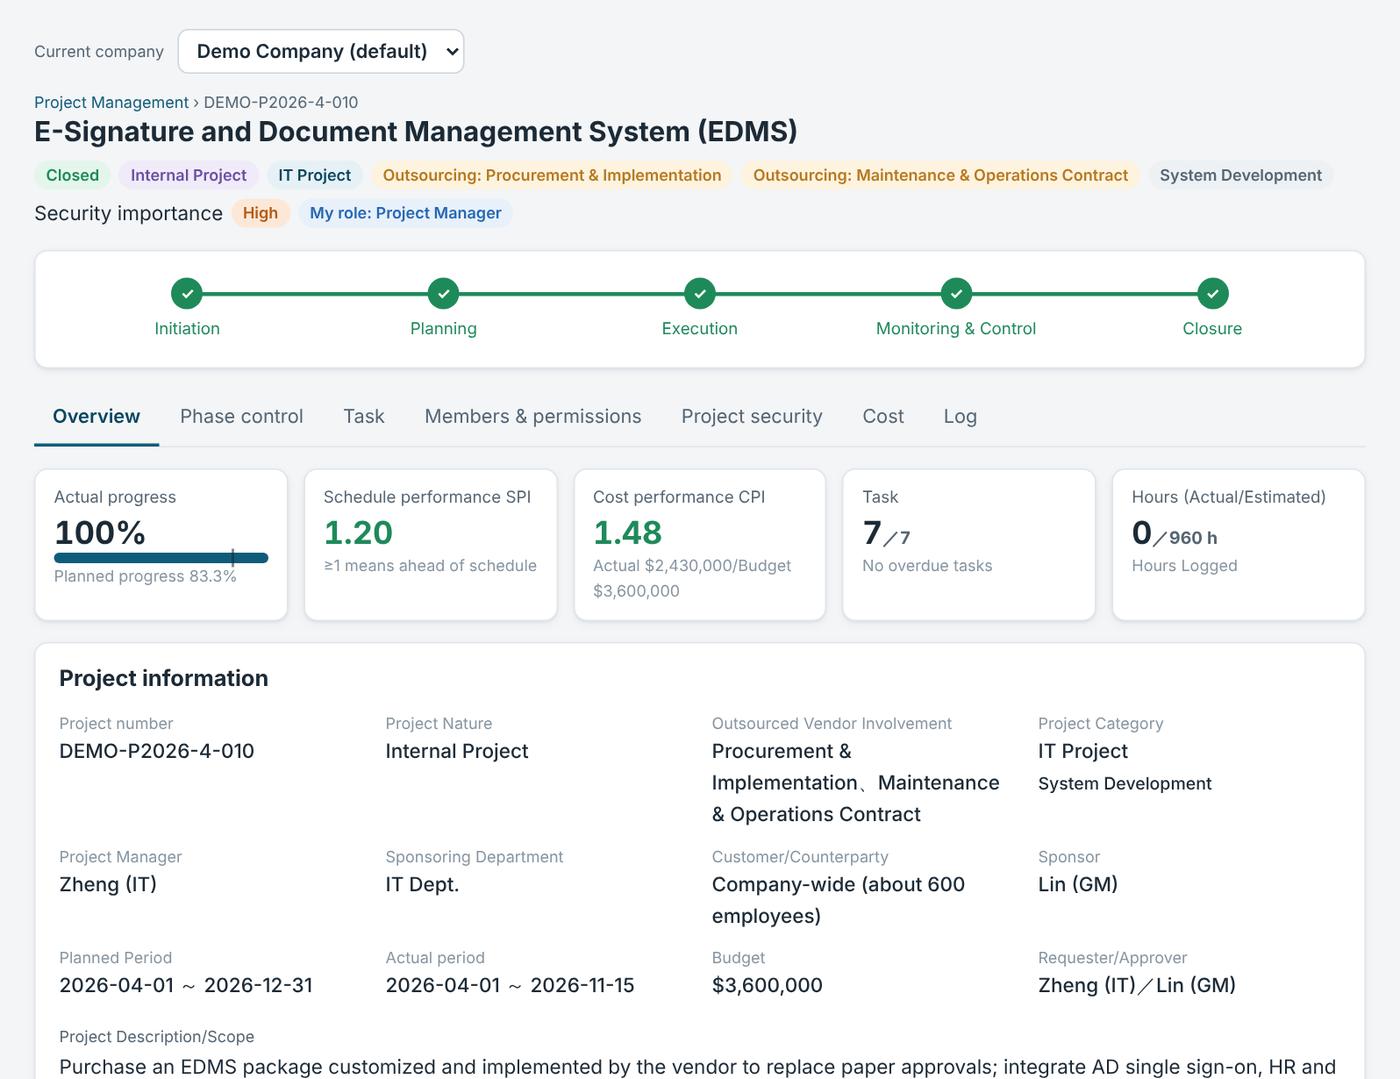 Current company
Demo Company (default)
Project Management › DEMO-P2026-4-010
E-Signature and Document Management System (EDMS)
Closed Internal Project IT Project Outsourcing: Procurement & Implementation Outsourcing: Maintenance & Operations Contract System Development
Security importance High My role: Project Manager
Initiation Planning Execution Monitoring & Control Closure
Overview Phase control Task Members & permissions Project security Cost Log
Actual progress
100%
Planned progress 83.3%
Schedule performance SPI
1.20
≥1 means ahead of schedule
Cost performance CPI
1.48
Actual $2,430,000/Budget
$3,600,000
Task
7／7
No overdue tasks
Hours (Actual/Estimated)
0／960 h
Hours Logged
Project information
Project number
DEMO-P2026-4-010
Project Nature
Internal Project
Outsourced Vendor Involvement
Procurement &
Implementation、Maintenance
& Operations Contract
Project Category
IT Project
System Development
Project Manager
Zheng (IT)
Sponsoring Department
IT Dept.
Customer/Counterparty
Company-wide (about 600
employees)
Sponsor
Lin (GM)
Planned Period
2026-04-01 ～ 2026-12-31
Actual period
2026-04-01 ～ 2026-11-15
Budget
$3,600,000
Requester/Approver
Zheng (IT)／Lin (GM)
Project Description/Scope
Purchase an EDMS package customized and implemented by the vendor to replace paper approvals; integrate AD single sign-on, HR and